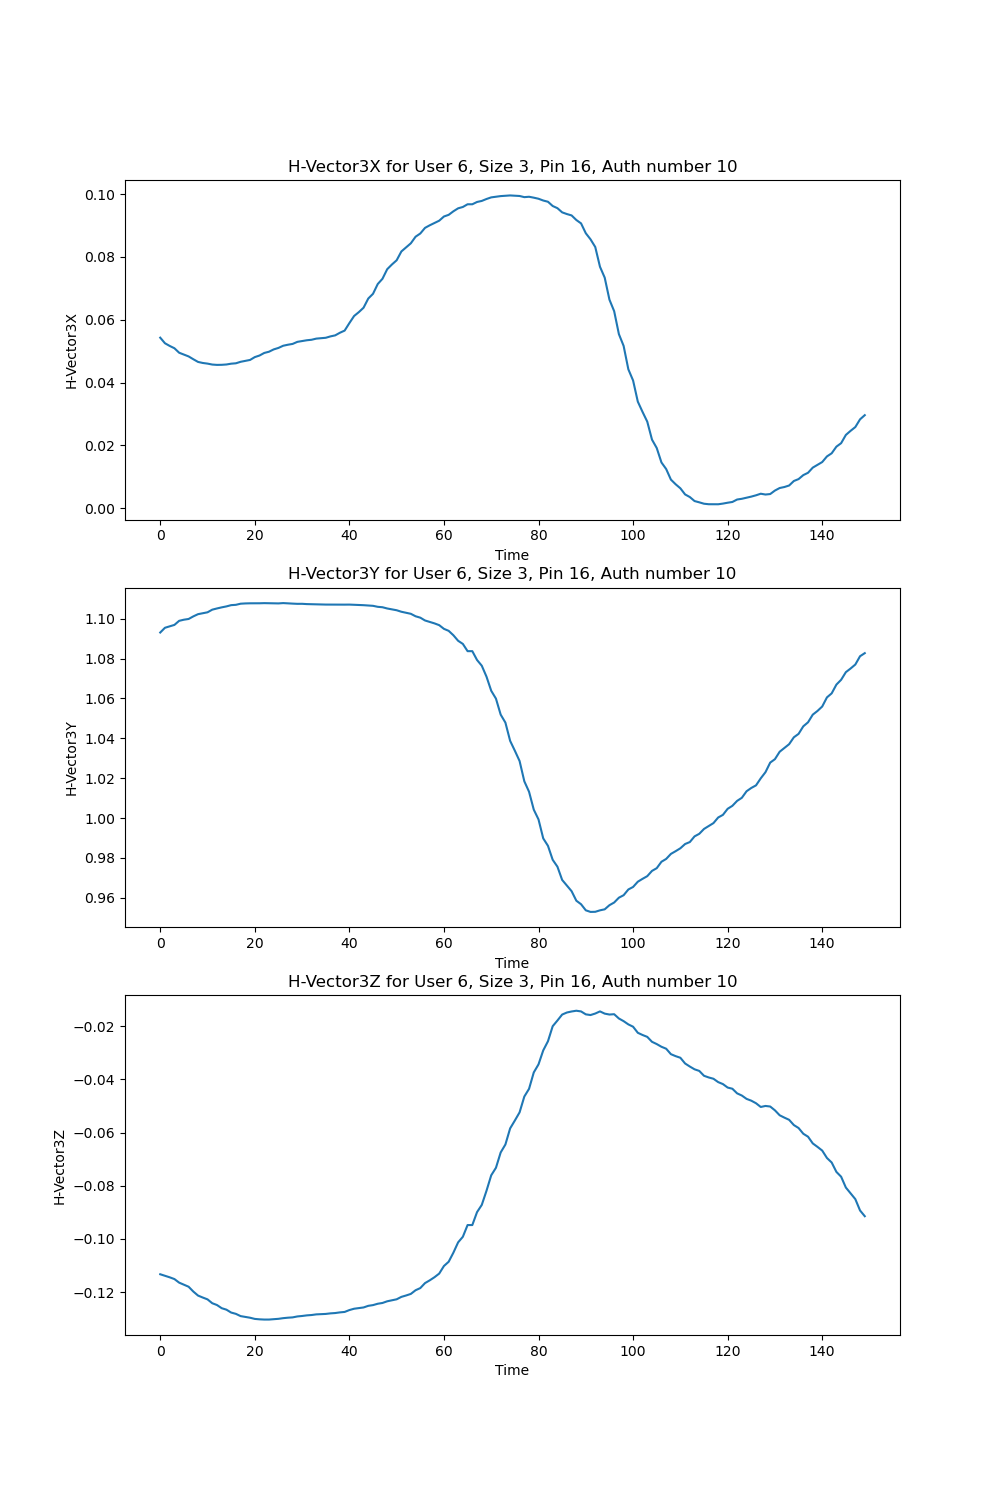 H-Vector3X for User 6, Size 3, Pin 16, Auth number 10
0.10
0.08
0.06
0.04
0.02
0.00
H-Vector3X
0 20 40 60 80 100 120 140
Time
H-Vector3Y for User 6, Size 3, Pin 16, Auth number 10
1.10
1.08
1.06
1.04
1.02
1.00
0.98
0.96
H-Vector3Y
0 20 40 60 80 100 120 140
Time
H-Vector3Z for User 6, Size 3, Pin 16, Auth number 10
−0.02
−0.04
−0.06
−0.08
−0.10
−0.12
H-Vector3Z
0 20 40 60 80 100 120 140
Time